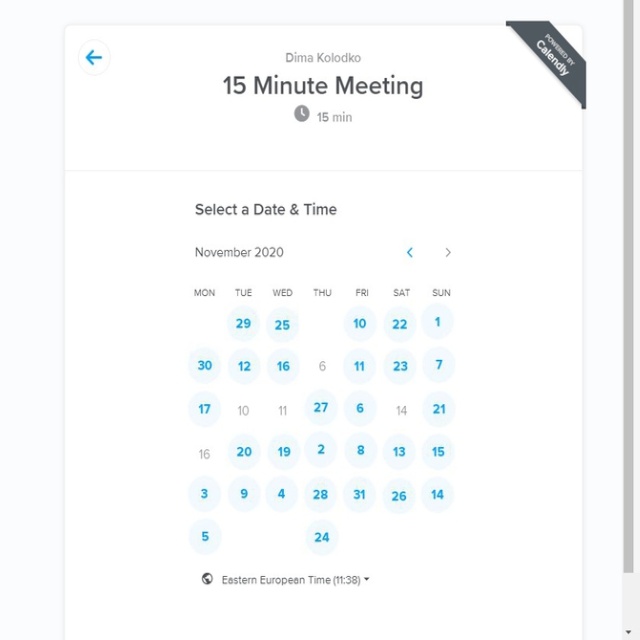 POWERED BY
Calendly
Dima Kolodko
15 Minute Meeting
15 min
Select a Date & Time
November 2020
MON TUE WED THU FRI SAT SUN
29 25 10 22 1
30 12 16 6 11 23 7
17 10 11 27 6 14 21
16 20 19 2 8 13 15
3 9 4 28 31 26 14
5 24
Eastern European Time (11:38)